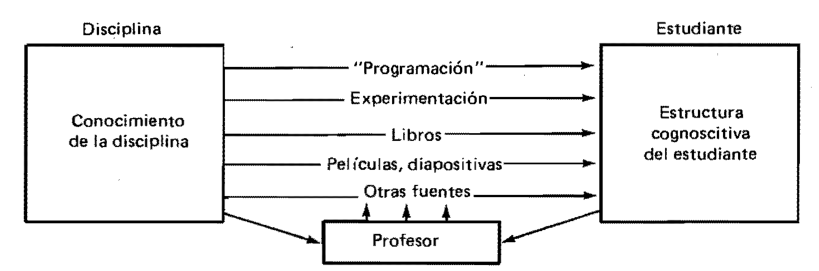 Disciplina
Estudiante
Conocimiento
de la disciplina
"Programación"
Experimentación
Libros
Películas, diapositivas
Otras fuentes
Estructura
cognoscitiva
del estudiante
Profesor